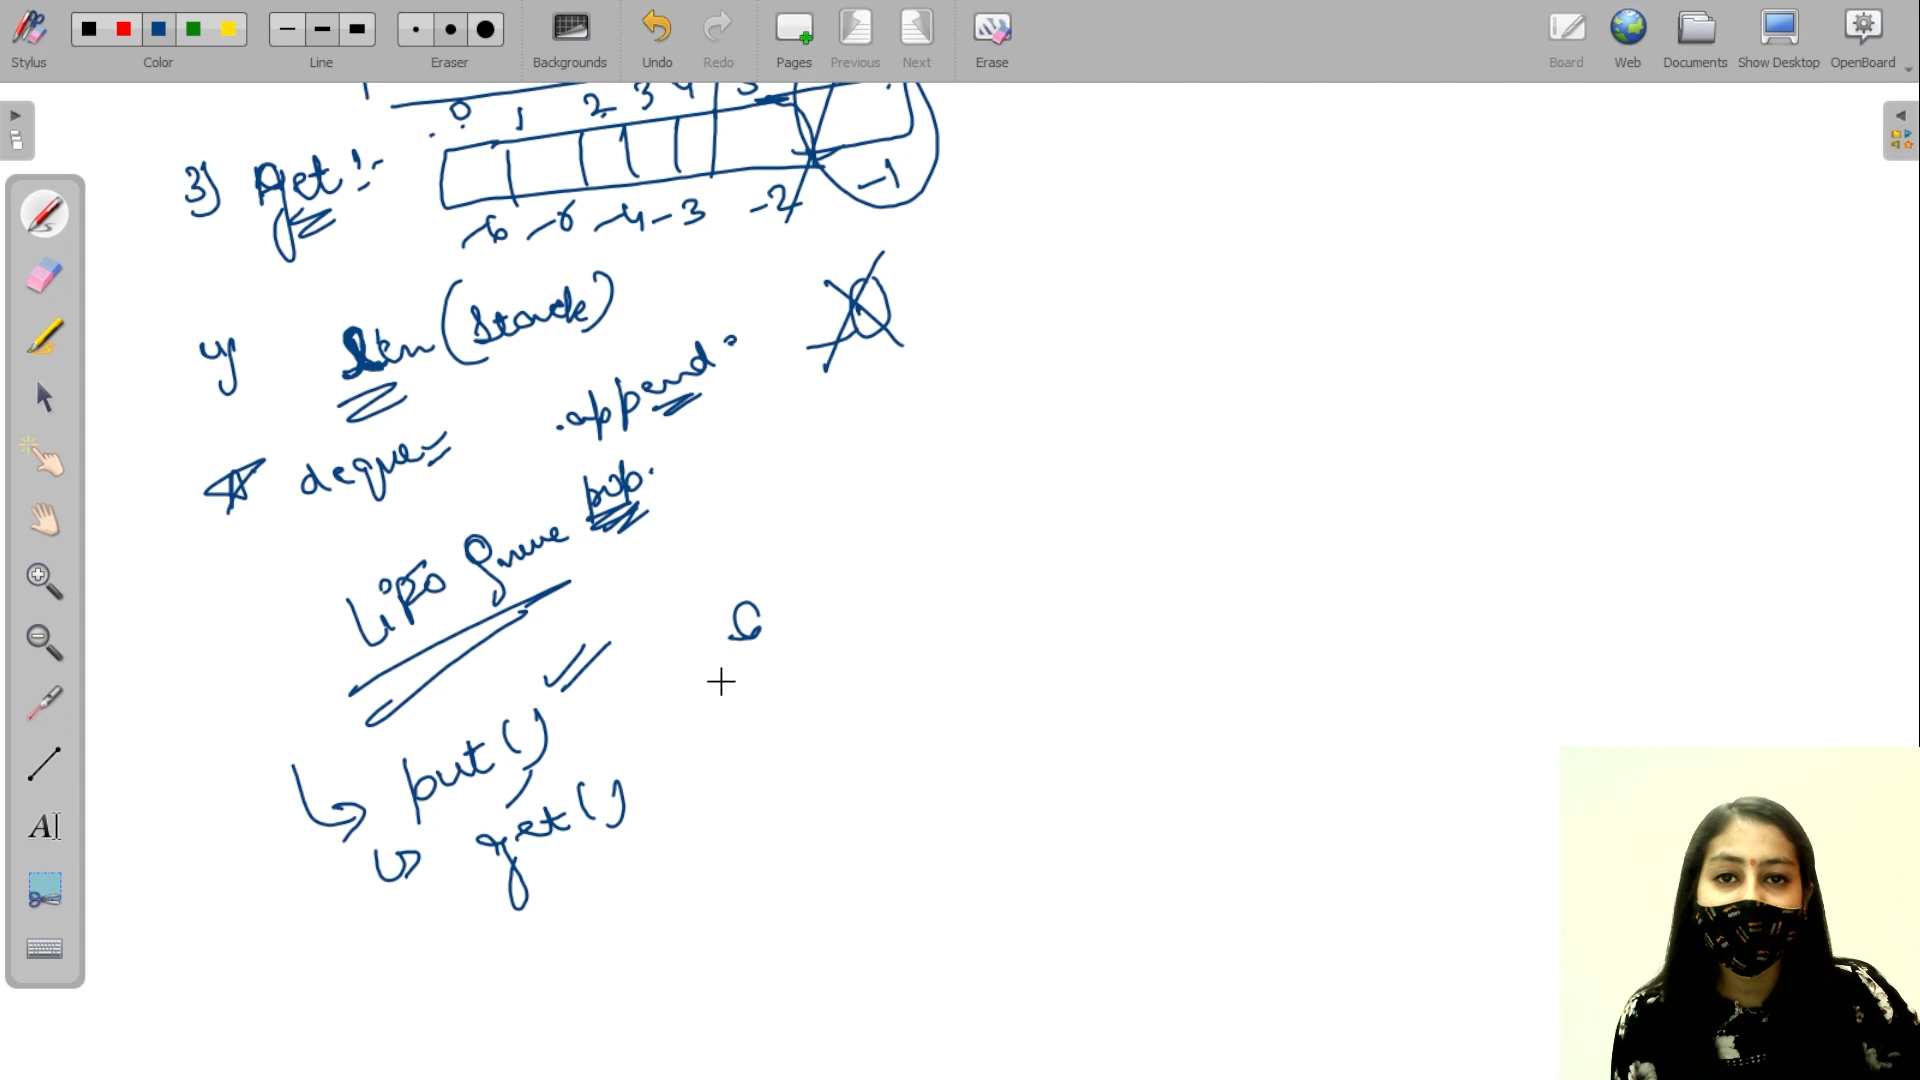 Stylus
Color
Line
Eraser
Backgrounds
Undo
Redo
Pages
Previous
Next
Erase
Board
Web
Documents
Show Desktop
OpenBoard
0 1 2 3 4 5
3) get :-
-6 -5 -4 -3 -2 -1
4) len (Stack)
.append
deque
pop.
LIFO Queue
put()
get()